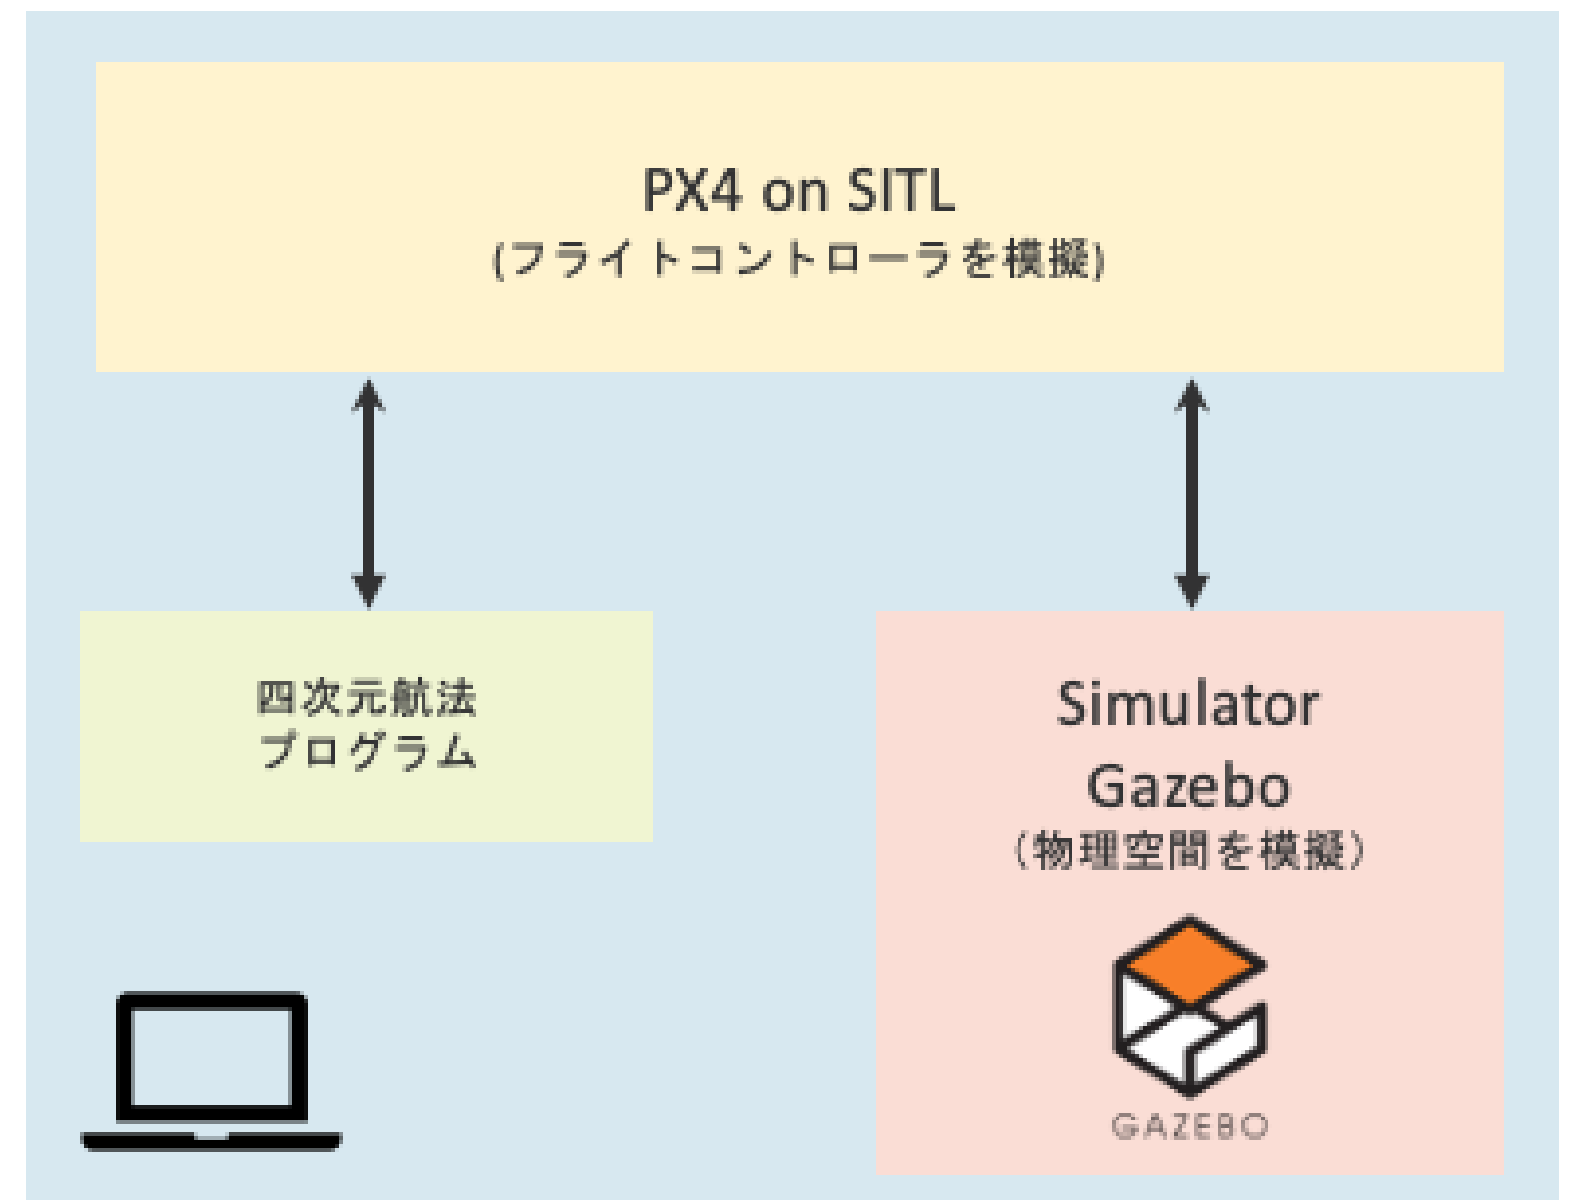 PX4 on SITL
(フライトコントローラを模擬)
四次元航法
プログラム
Simulator
Gazebo
（物理空間を模擬）
GAZEBO